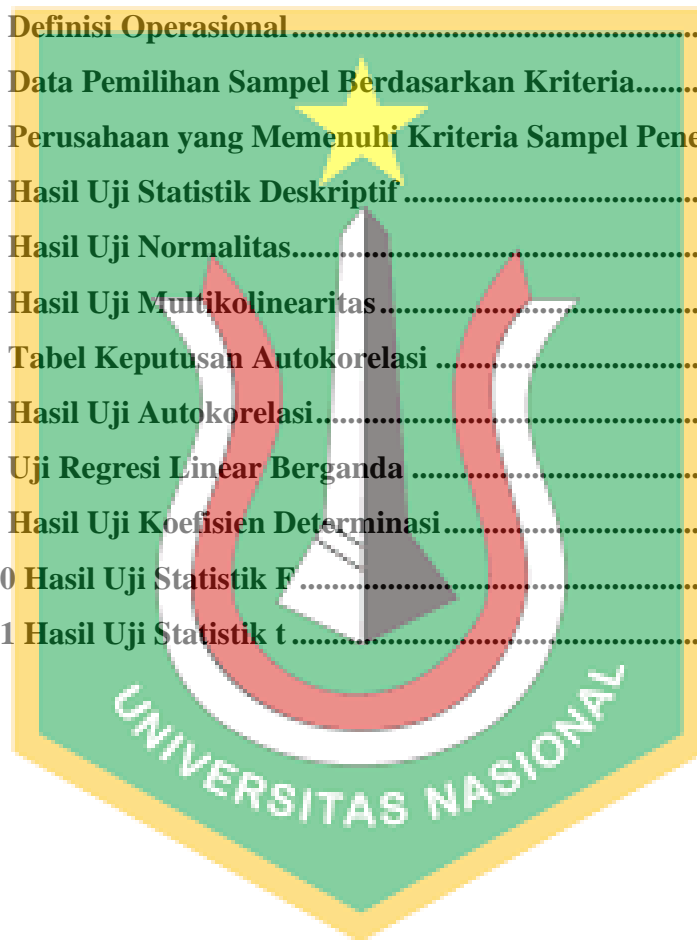 Definisi Operasional................................................................
Data Pemilihan Sampel Berdasarkan Kriteria.........
Perusahaan yang Memenuhi Kriteria Sampel Pene
Hasil Uji Statistik Deskriptif................................................
Hasil Uji Normalitas................................................................
Hasil Uji Multikolinearitas....................................................
Tabel Keputusan Autokorelasi...........................................
Hasil Uji Autokorelasi............................................................
Uji Regresi Linear Berganda...............................................
Hasil Uji Koefisien Determinasi..........................................
0 Hasil Uji Statistik F..............................................................
1 Hasil Uji Statistik t................................................................
UNIVERSITAS NASIONAL